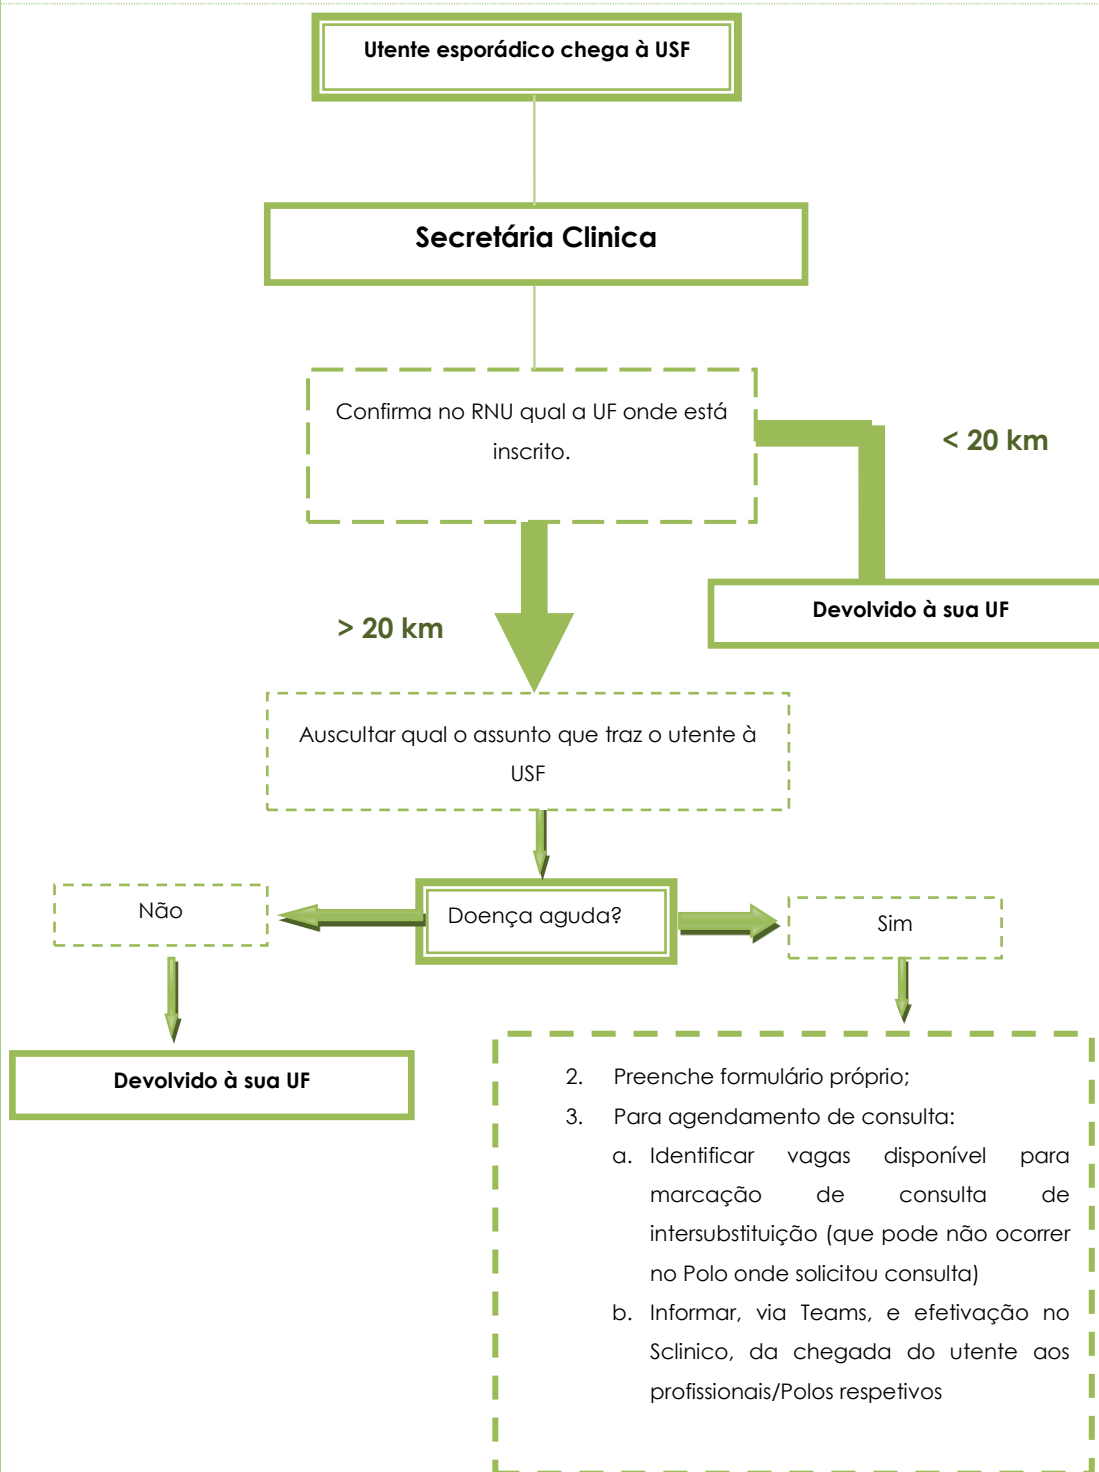 Utente esporádico chega à USF
Secretária Clinica
Confirma no RNU qual a UF onde está
inscrito.
< 20 km
Devolvido à sua UF
> 20 km
Auscultar qual o assunto que traz o utente à
USF
Não
Doença aguda?
Sim
Devolvido à sua UF
2. Preenche formulário próprio;
3. Para agendamento de consulta:
a. Identificar vagas disponível para
marcação de consulta de
intersubstituição (que pode não ocorrer
no Polo onde solicitou consulta)
b. Informar, via Teams, e efetivação no
Sclinico, da chegada do utente aos
profissionais/Polos respetivos